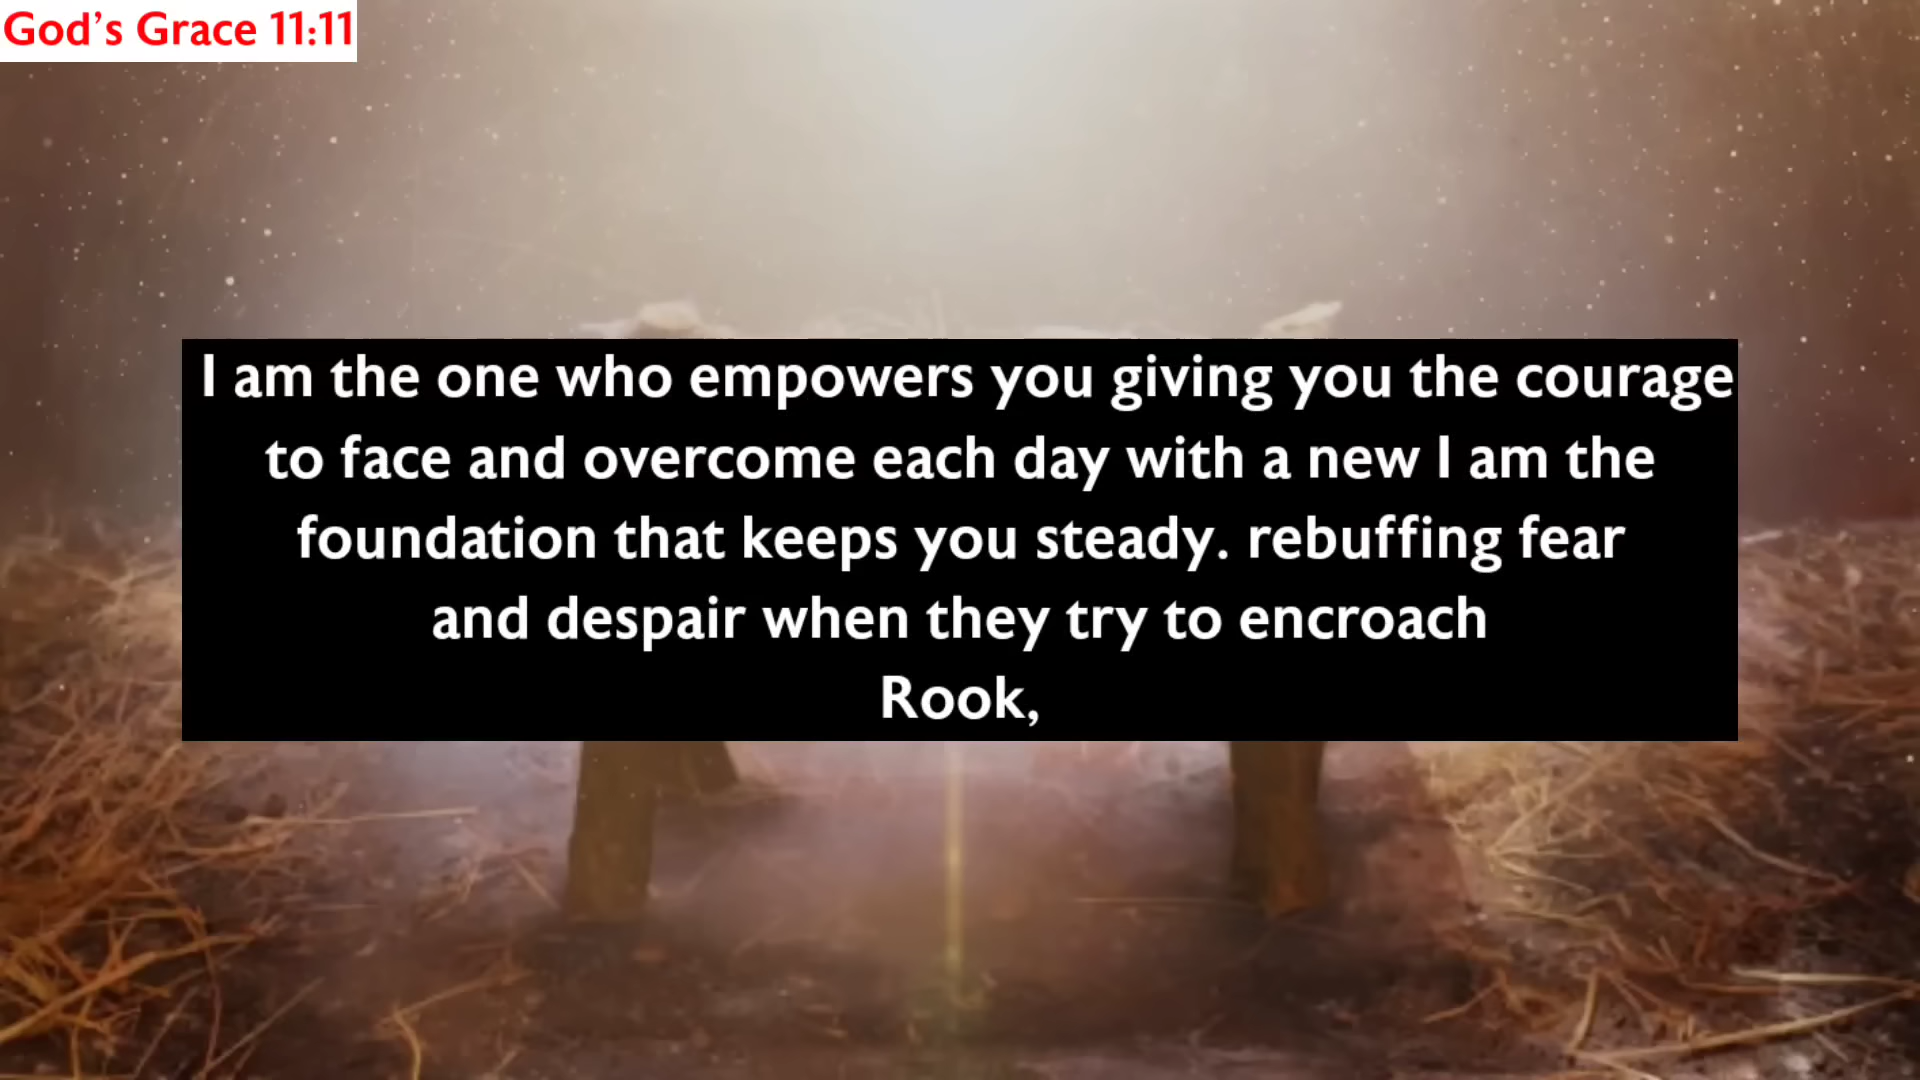 God's Grace 11:11
I am the one who empowers you giving you the courage
to face and overcome each day with a new I am the
foundation that keeps you steady. rebuffing fear
and despair when they try to encroach
Rook,